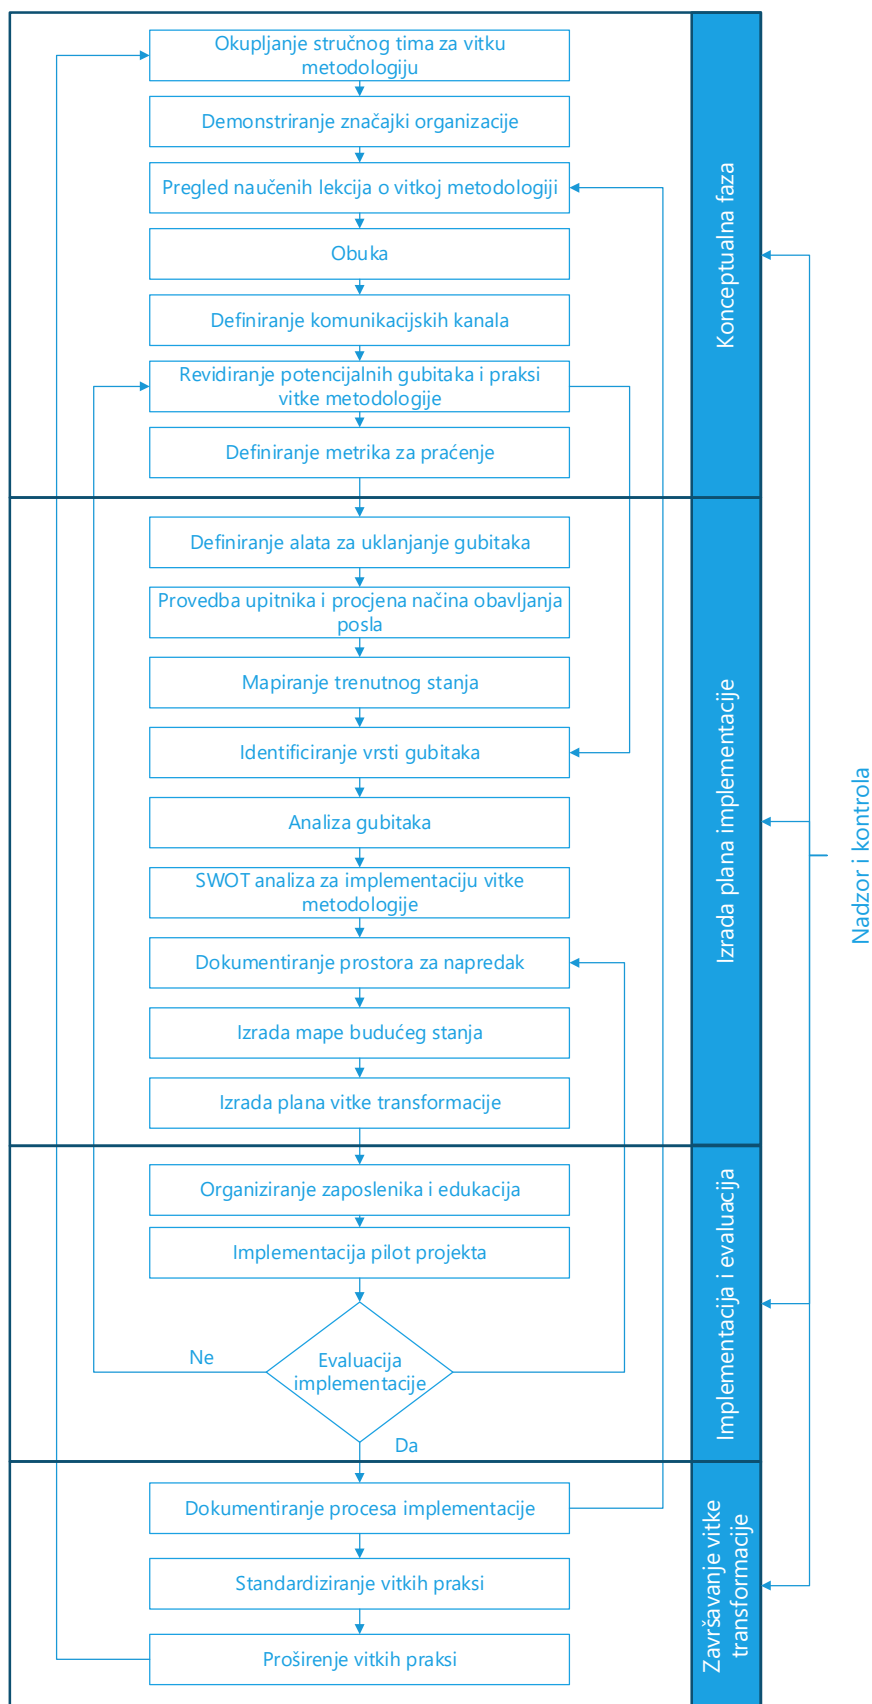 Okupljanje stručnog tima za vitku
metodologiju
Demonstriranje značajki organizacije
Pregled naučenih lekcija o vitkoj metodologiji
Obuka
Definiranje komunikacijskih kanala
Revidiranje potencijalnih gubitaka i praksi
vitke metodologije
Definiranje metrika za praćenje
Konceptualna faza
Definiranje alata za uklanjanje gubitaka
Provedba upitnika i procjena načina obavljanja
posla
Mapiranje trenutnog stanja
Identificiranje vrsti gubitaka
Analiza gubitaka
SWOT analiza za implementaciju vitke
metodologije
Dokumentiranje prostora za napredak
Izrada mape budućeg stanja
Izrada plana vitke transformacije
Izrada plana implementacije
Organiziranje zaposlenika i edukacija
Implementacija pilot projekta
Evaluacija
implementacije
Ne
Da
Implementacija i evaluacija
Dokumentiranje procesa implementacije
Standardiziranje vitkih praksi
Proširenje vitkih praksi
Završavanje vitke
transformacije
Nadzor i kontrola